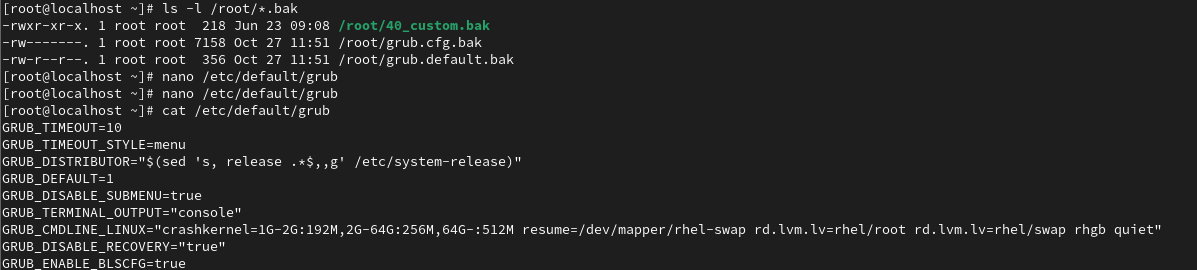 [root@localhost ~]# ls -l /root/*.bak
-rwxr-xr-x. 1 root root  218 Jun 23 09:08 /root/40_custom.bak
-rw-------. 1 root root 7158 Oct 27 11:51 /root/grub.cfg.bak
-rw-r--r--. 1 root root  356 Oct 27 11:51 /root/grub.default.bak
[root@localhost ~]# nano /etc/default/grub
[root@localhost ~]# nano /etc/default/grub
[root@localhost ~]# cat /etc/default/grub
GRUB_TIMEOUT=10
GRUB_TIMEOUT_STYLE=menu
GRUB_DISTRIBUTOR="$(sed 's, release .*$,,g' /etc/system-release)"
GRUB_DEFAULT=1
GRUB_DISABLE_SUBMENU=true
GRUB_TERMINAL_OUTPUT="console"
GRUB_CMDLINE_LINUX="crashkernel=1G-2G:192M,2G-64G:256M,64G-:512M resume=/dev/mapper/rhel-swap rd.lvm.lv=rhel/root rd.lvm.lv=rhel/swap rhgb quiet"
GRUB_DISABLE_RECOVERY="true"
GRUB_ENABLE_BLSCFG=true